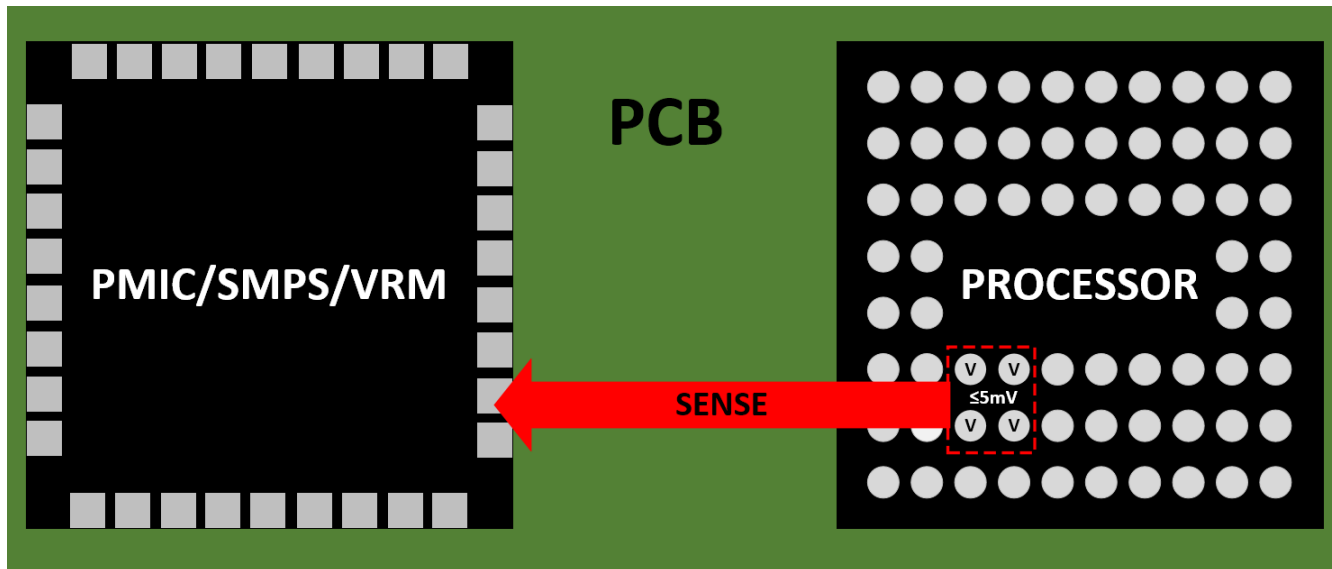 PCB
PMIC/SMPS/VRM
PROCESSOR
V V
≤5mV
SENSE
V V